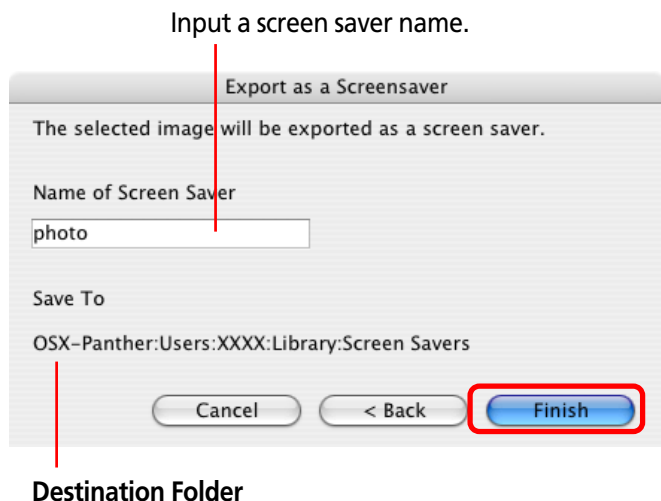 Input a screen saver name.
Export as a Screensaver
The selected image will be exported as a screen saver.
Name of Screen Saver
photo
Save To
OSX-Panther:Users:XXXX:Library:Screen Savers
Cancel < Back Finish
Destination Folder